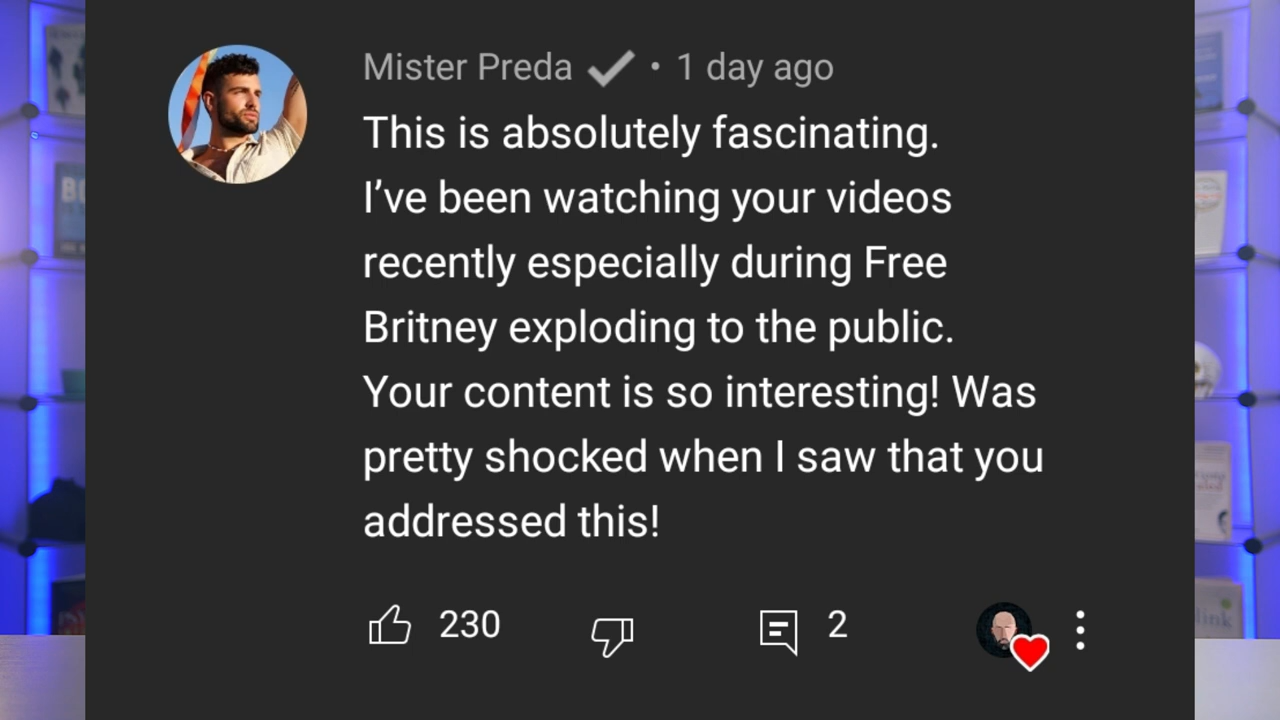 Mister Preda ✔ • 1 day ago
This is absolutely fascinating.
I’ve been watching your videos
recently especially during Free
Britney exploding to the public.
Your content is so interesting! Was
pretty shocked when I saw that you
addressed this!
230
2